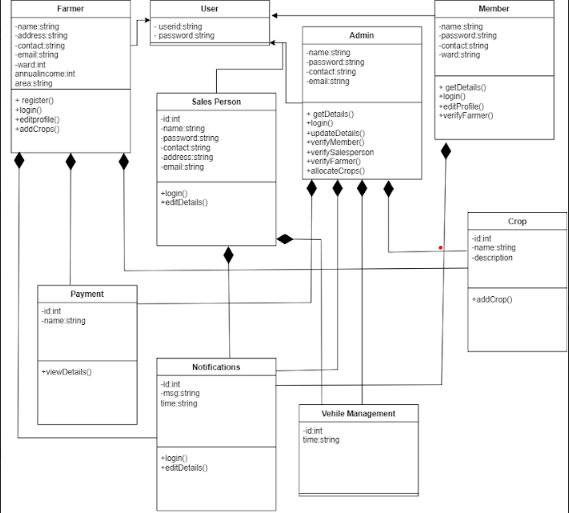 Farmer
-name:string
-address:string
-contact:string
-email:string
-ward:int
annualincome:int
area:string
+ register()
+login()
+editprofile()
+addCrops()
User
- userid:string
- password:string
Member
-name:string
-password:string
-contact:string
-ward:string
+ getDetails()
+login()
+editProfile()
+verifyFarmer()
Admin
-name:string
-password:string
-contact:string
-email:string
+ getDetails()
+login()
+updateDetails()
+verifyMember()
+verifySalesperson
+verifyFarmer()
+allocateCrops()
Sales Person
-id:int
-name:string
-password:string
-contact:string
-address:string
-email:string
+login()
+editDetails()
Crop
-id:int
-name:string
-description
+addCrop()
Payment
-id:int
-name:string
+viewDetails()
Notifications
-id:int
-msg:string
time:string
+login()
+editDetails()
Vehile Management
-id:int
time:string